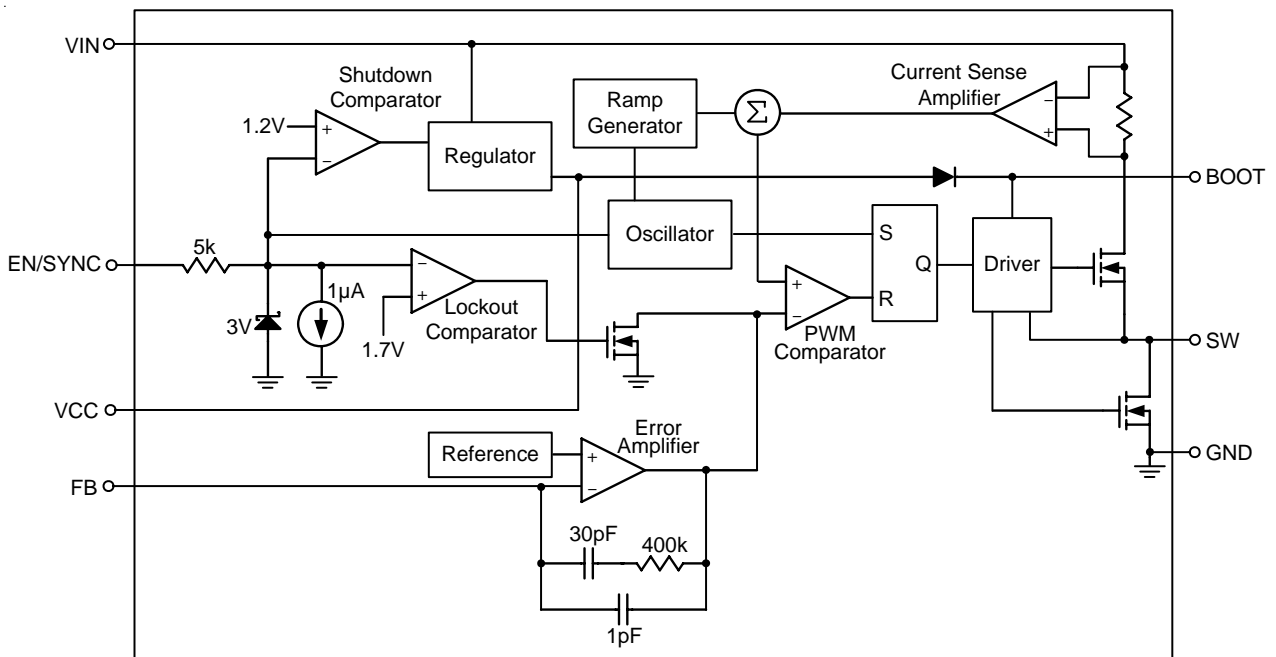 VIN
Shutdown
Comparator
1.2V
+
−
Regulator
Ramp
Generator
Σ
Current Sense
Amplifier
−
+
BOOT
Oscillator
S
Q
R
Driver
EN/SYNC
5k
3V
1µA
−
+
1.7V
Lockout
Comparator
+
−
PWM
Comparator
SW
VCC
Reference
Error
Amplifier
+
−
GND
FB
30pF
400k
1pF